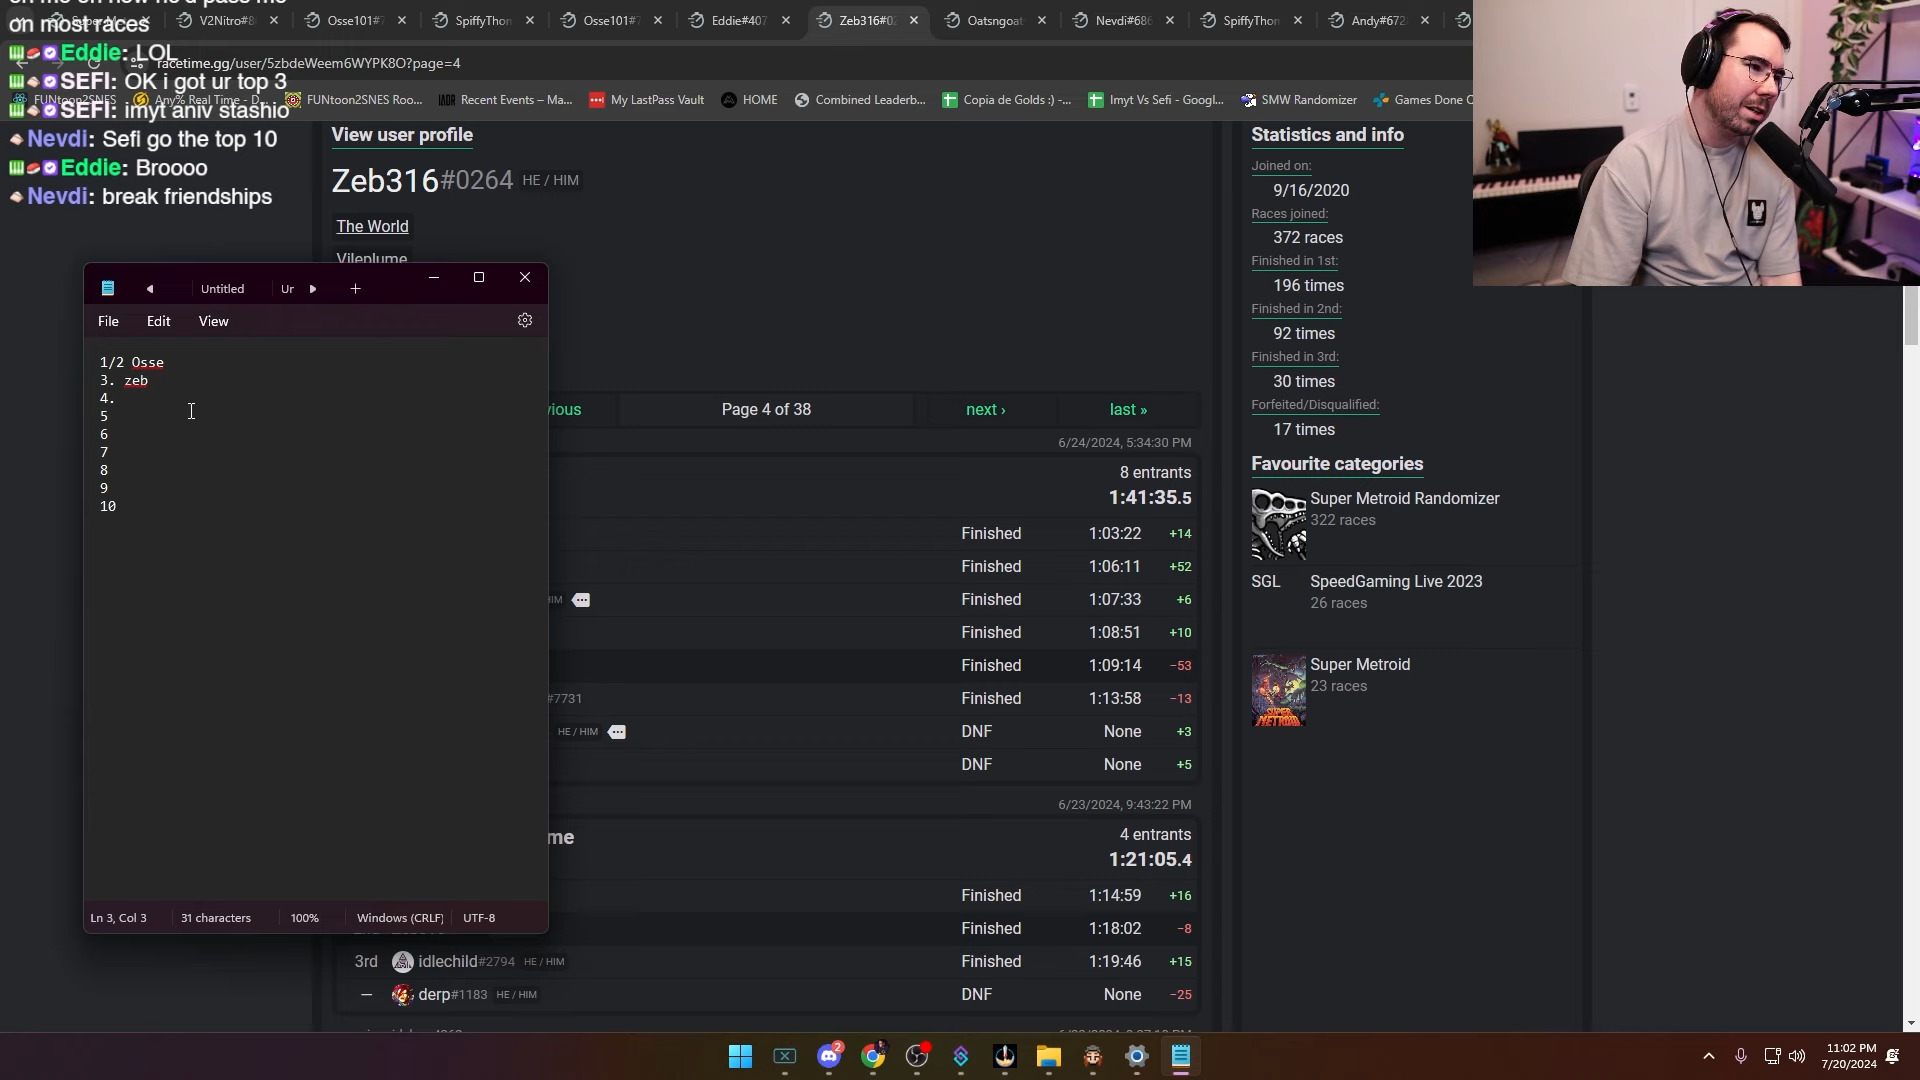 on most races
Eddie: LOL
SEFI: OK i got ur top 3
SEFI: imyt aniv stashio
Nevdi: Sefi go the top 10
Eddie: Broooo
Nevdi: break friendships
V2Nitro#8
Osse101#7
SpiffyThon
Osse101#7
Eddie#407
Zeb316#0
Oatsngoat
Nevdi#686
SpiffyThon
Andy#672
racetime.gg/user/5zbdeWeem6WYPK8O?page=4
FUNtoon2SNES
Any% Real Time - D...
FUNtoon2SNES Roo...
Recent Events – Ma...
My LastPass Vault
HOME
Combined Leaderb...
Copia de Golds :) -...
Imyt Vs Sefi - Googl...
SMW Randomizer
Games Done
View user profile
Zeb316#0264 HE / HIM
The World
Vileplume
Untitled
Ur
File
Edit
View
1/2 Osse
3. zeb
4.
5
6
7
8
9
10
Ln 3, Col 3
31 characters
100%
Windows (CRLF)
UTF-8
vious
Page 4 of 38
next ›
last »
6/24/2024, 5:34:30 PM
8 entrants
1:41:35.5
Finished 1:03:22 +14
Finished 1:06:11 +52
HIM Finished 1:07:33 +6
Finished 1:08:51 +10
Finished 1:09:14 −53
#7731 Finished 1:13:58 −13
HE / HIM DNF None +3
DNF None +5
6/23/2024, 9:43:22 PM
me
4 entrants
1:21:05.4
Finished 1:14:59 +16
Finished 1:18:02 −8
3rd idlechild#2794 HE / HIM Finished 1:19:46 +15
— derp#1183 HE / HIM DNF None −25
Statistics and info
Joined on:
9/16/2020
Races joined:
372 races
Finished in 1st:
196 times
Finished in 2nd:
92 times
Finished in 3rd:
30 times
Forfeited/Disqualified:
17 times
Favourite categories
Super Metroid Randomizer
322 races
SGL
SpeedGaming Live 2023
26 races
Super Metroid
23 races
2
11:02 PM
7/20/2024